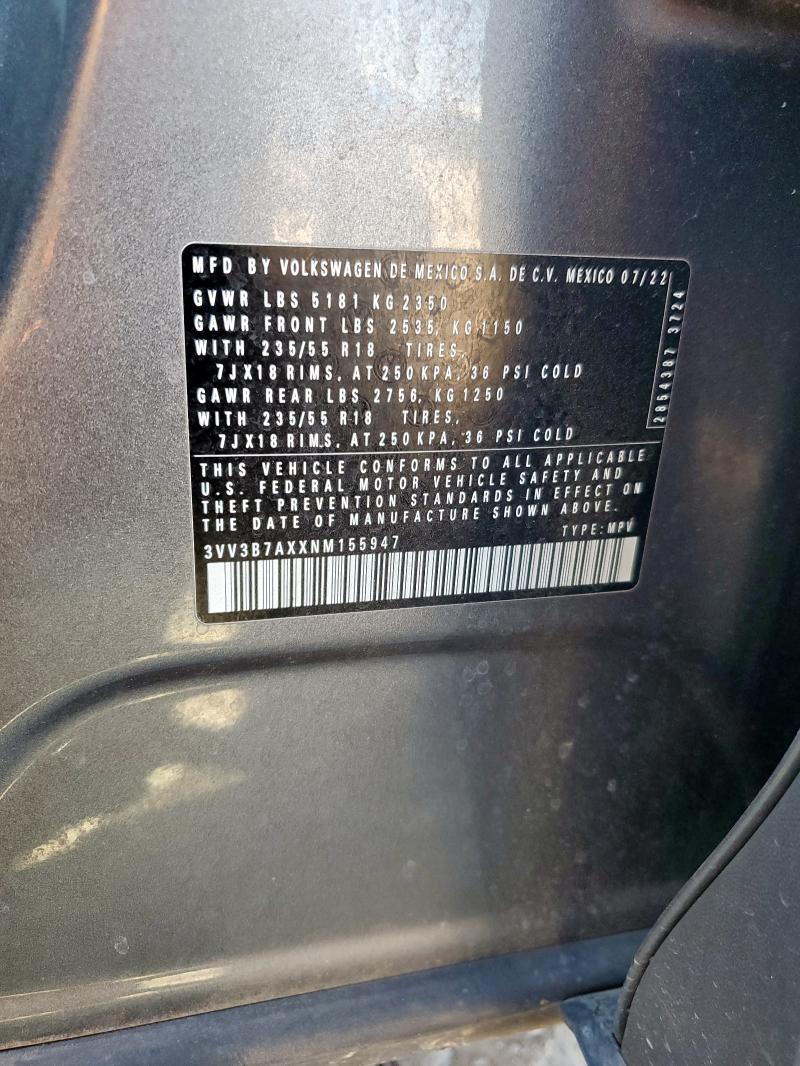 MFD BY VOLKSWAGEN DE MEXICO S.A. DE C.V. MEXICO 07/22
GVWR LBS 5181 KG 2350
GAWR FRONT LBS 2535, KG 1150
WITH 235/55 R18 TIRES,
7JX18 RIMS, AT 250 KPA, 36 PSI COLD
GAWR REAR LBS 2756, KG 1250
WITH 235/55 R18 TIRES,
7JX18 RIMS, AT 250 KPA, 36 PSI COLD
2854387 3724
THIS VEHICLE CONFORMS TO ALL APPLICABLE
U.S. FEDERAL MOTOR VEHICLE SAFETY AND
THEFT PREVENTION STANDARDS IN EFFECT ON
THE DATE OF MANUFACTURE SHOWN ABOVE.
3VV3B7AXXNM155947 TYPE: MPV